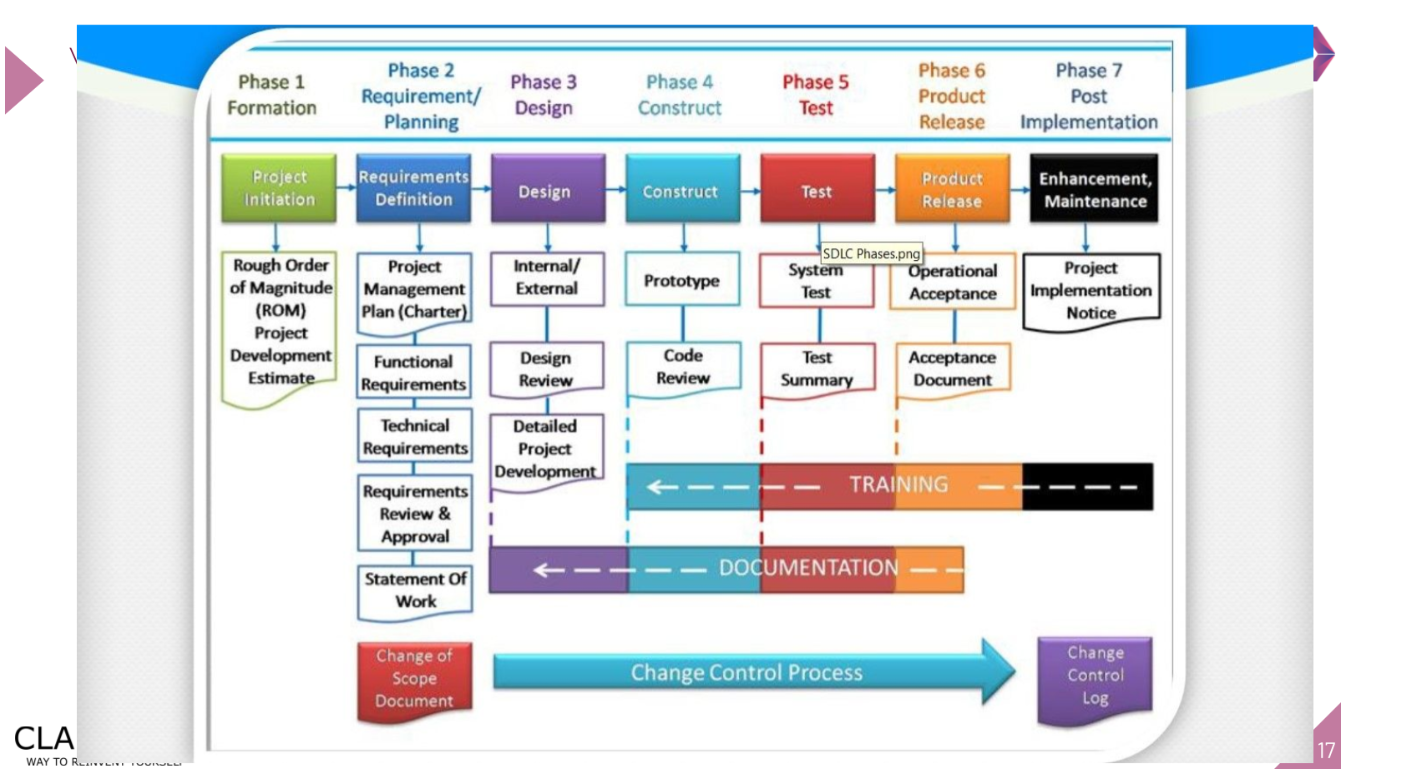 Phase 1
Formation
Phase 2
Requirement/
Planning
Phase 3
Design
Phase 4
Construct
Phase 5
Test
Phase 6
Product
Release
Phase 7
Post
Implementation
Project
Initiation
Requirements
Definition
Design
Construct
Test
Product
Release
Enhancement,
Maintenance
Rough Order
of Magnitude
(ROM)
Project
Development
Estimate
Project
Management
Plan (Charter)
Functional
Requirements
Technical
Requirements
Requirements
Review &
Approval
Statement Of
Work
Internal/
External
Design
Review
Detailed
Project
Development
Prototype
Code
Review
SDLC Phases.png
System
Test
Test
Summary
Operational
Acceptance
Acceptance
Document
Project
Implementation
Notice
TRAINING
DOCUMENTATION
Change of
Scope
Document
Change Control Process
Change
Control
Log
CLA
WAY TO REINVENT YOURSELF
17